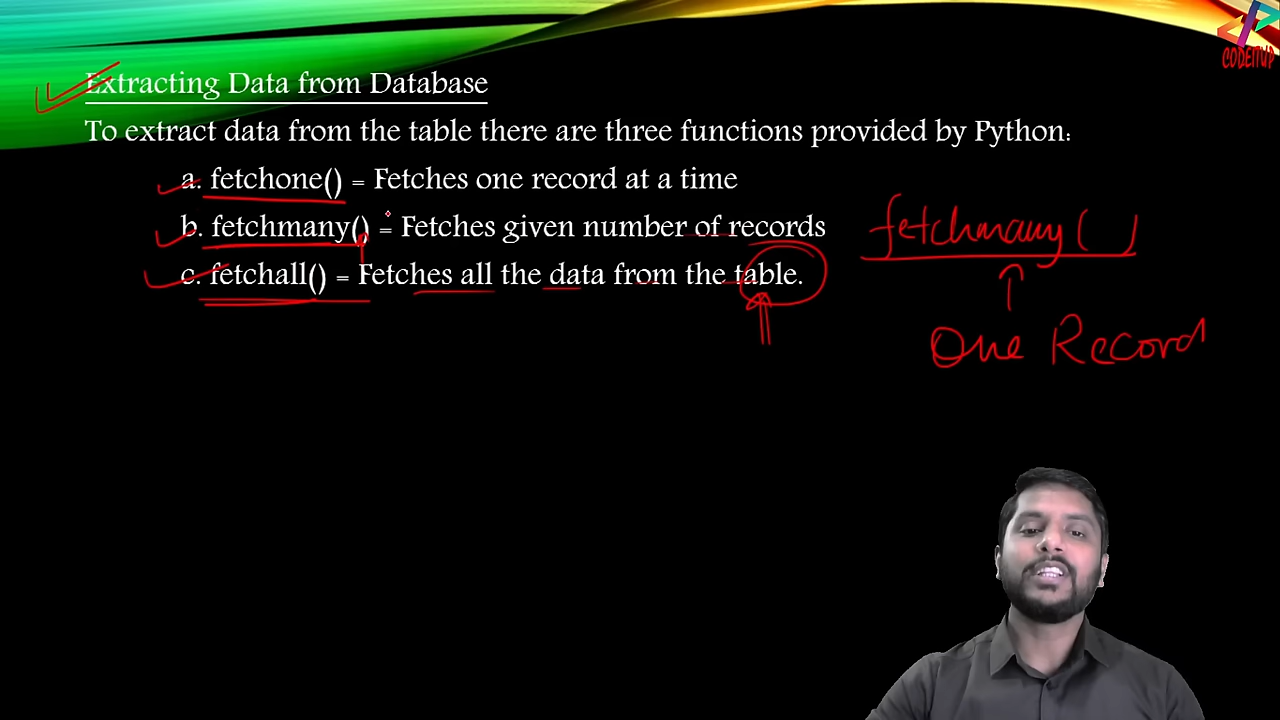 CODEITUP
Extracting Data from Database
To extract data from the table there are three functions provided by Python:
a. fetchone() = Fetches one record at a time
b. fetchmany() = Fetches given number of records
c. fetchall() = Fetches all the data from the table.
fetchmany( )
One Record